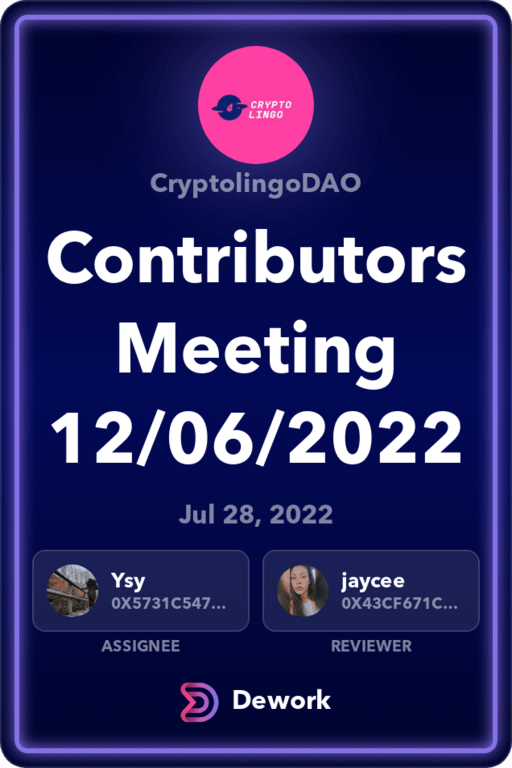 CRYPTO
LINGO
CryptolingoDAO
Contributors
Meeting
12/06/2022
Jul 28, 2022
Ysy
0X5731C547...
ASSIGNEE
jaycee
0X43CF671C...
REVIEWER
Dework